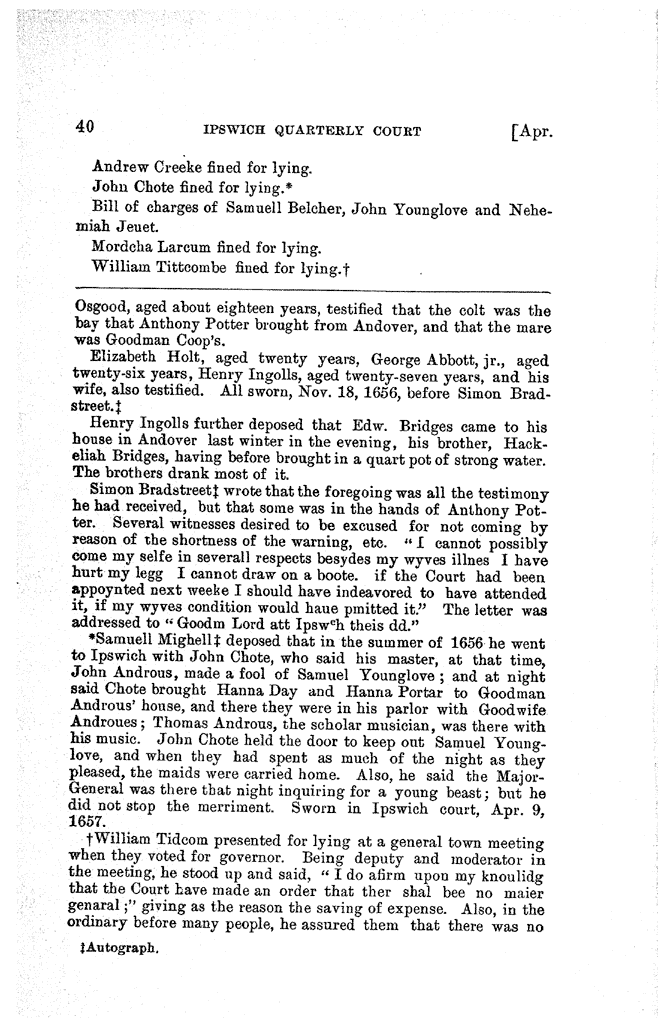 40 IPSWICH QUARTERLY COURT [Apr.
Andrew Creeke fined for lying.
John Chote fined for lying.*
Bill of charges of Samuell Belcher, John Younglove and Nehe-
miah Jeuet.
Mordcha Larcum fined for lying.
William Tittcombe fined for lying.†
Osgood, aged about eighteen years, testified that the colt was the
bay that Anthony Potter brought from Andover, and that the mare
was Goodman Coop's.
Elizabeth Holt, aged twenty years, George Abbott, jr., aged
twenty-six years, Henry Ingolls, aged twenty-seven years, and his
wife, also testified. All sworn, Nov. 18, 1656, before Simon Brad-
street.‡
Henry Ingolls further deposed that Edw. Bridges came to his
house in Andover last winter in the evening, his brother, Hack-
eliah Bridges, having before brought in a quart pot of strong water.
The brothers drank most of it.
Simon Bradstreet‡ wrote that the foregoing was all the testimony
he had received, but that some was in the hands of Anthony Pot-
ter. Several witnesses desired to be excused for not coming by
reason of the shortness of the warning, etc. "I cannot possibly
come my selfe in severall respects besydes my wyves illnes I have
hurt my legg I cannot draw on a boote. if the Court had been
appoynted next weeke I should have indeavored to have attended
it, if my wyves condition would haue pmitted it." The letter was
addressed to "Goodm Lord att Ipswᶜh theis dd."
*Samuell Mighell‡ deposed that in the summer of 1656 he went
to Ipswich with John Chote, who said his master, at that time,
John Androus, made a fool of Samuel Younglove; and at night
said Chote brought Hanna Day and Hanna Portar to Goodman
Androus' house, and there they were in his parlor with Goodwife
Androues; Thomas Androus, the scholar musician, was there with
his music. John Chote held the door to keep out Samuel Young-
love, and when they had spent as much of the night as they
pleased, the maids were carried home. Also, he said the Major-
General was there that night inquiring for a young beast; but he
did not stop the merriment. Sworn in Ipswich court, Apr. 9,
1657.
†William Tidcom presented for lying at a general town meeting
when they voted for governor. Being deputy and moderator in
the meeting, he stood up and said, "I do afirm upon my knoulidg
that the Court have made an order that ther shal bee no maier
genaral;" giving as the reason the saving of expense. Also, in the
ordinary before many people, he assured them that there was no
‡Autograph.